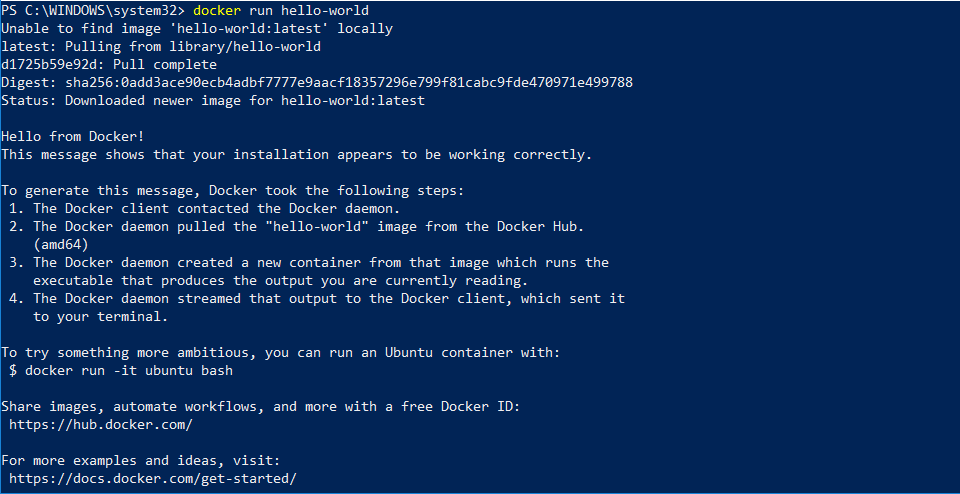 PS C:\WINDOWS\system32> docker run hello-world
Unable to find image 'hello-world:latest' locally
latest: Pulling from library/hello-world
d1725b59e92d: Pull complete
Digest: sha256:0add3ace90ecb4adbf7777e9aacf18357296e799f81cabc9fde470971e499788
Status: Downloaded newer image for hello-world:latest

Hello from Docker!
This message shows that your installation appears to be working correctly.

To generate this message, Docker took the following steps:
 1. The Docker client contacted the Docker daemon.
 2. The Docker daemon pulled the "hello-world" image from the Docker Hub.
    (amd64)
 3. The Docker daemon created a new container from that image which runs the
    executable that produces the output you are currently reading.
 4. The Docker daemon streamed that output to the Docker client, which sent it
    to your terminal.

To try something more ambitious, you can run an Ubuntu container with:
 $ docker run -it ubuntu bash

Share images, automate workflows, and more with a free Docker ID:
 https://hub.docker.com/

For more examples and ideas, visit:
 https://docs.docker.com/get-started/